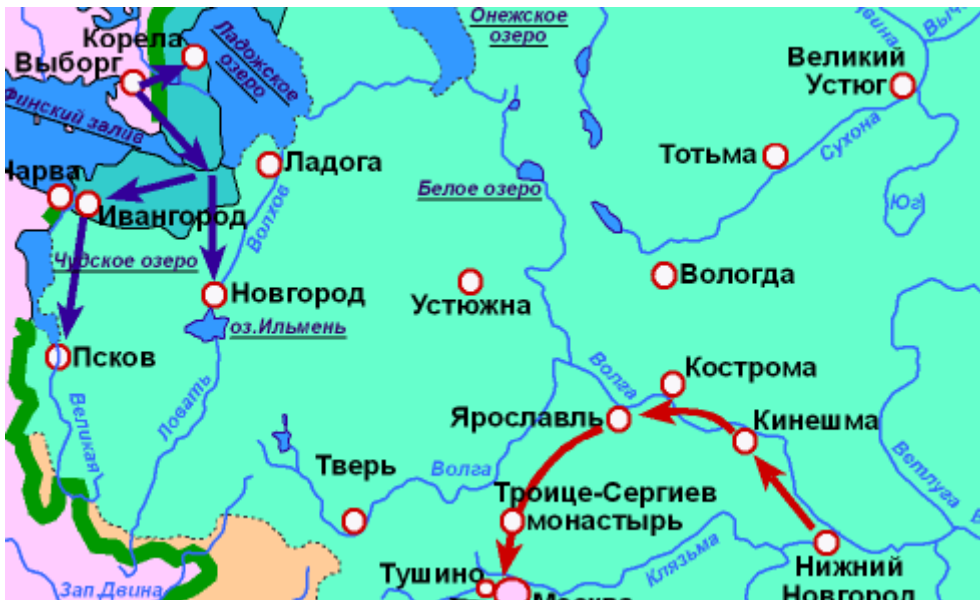 Онежское
озеро
Корела
Выборг
Ладожское
озеро
Финский залив
Великий
Устюг
Сухона
Тотьма
Ладога
Белое озеро
Юг
Ивангород
Волхов
Чудское озеро
Вологда
Новгород
Устюжна
оз.Ильмень
Псков
Волга
Кострома
Ярославль
Кинешма
Великая
Ловать
Тверь
Волга
Ветлуга
Троице-Сергиев
монастырь
Клязьма
Нижний
Новгород
Тушино
Москва
Зап.Двина